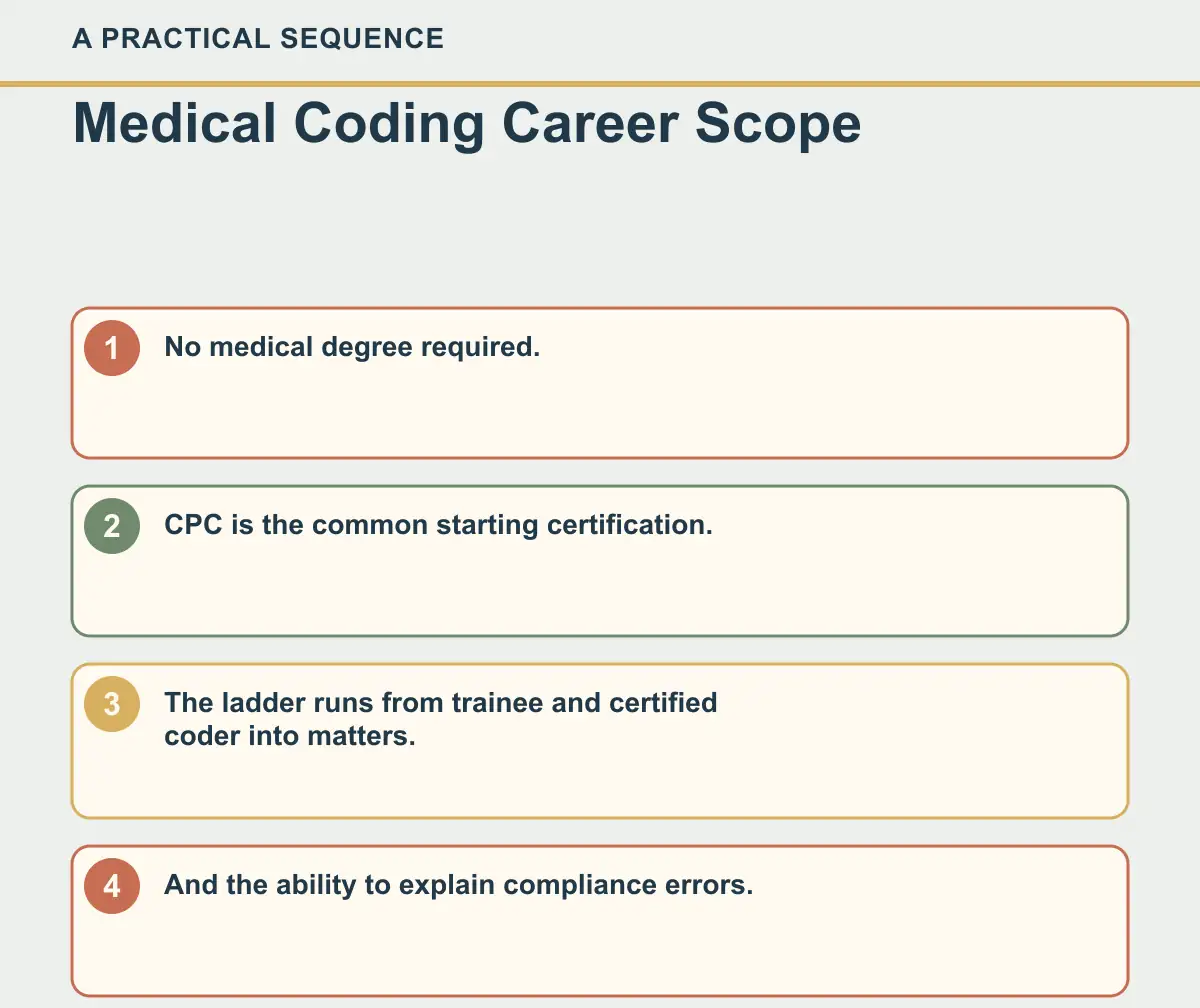 A PRACTICAL SEQUENCE
Medical Coding Career Scope
1
No medical degree required.
2
CPC is the common starting certification.
3
The ladder runs from trainee and certified
coder into matters.
4
And the ability to explain compliance errors.